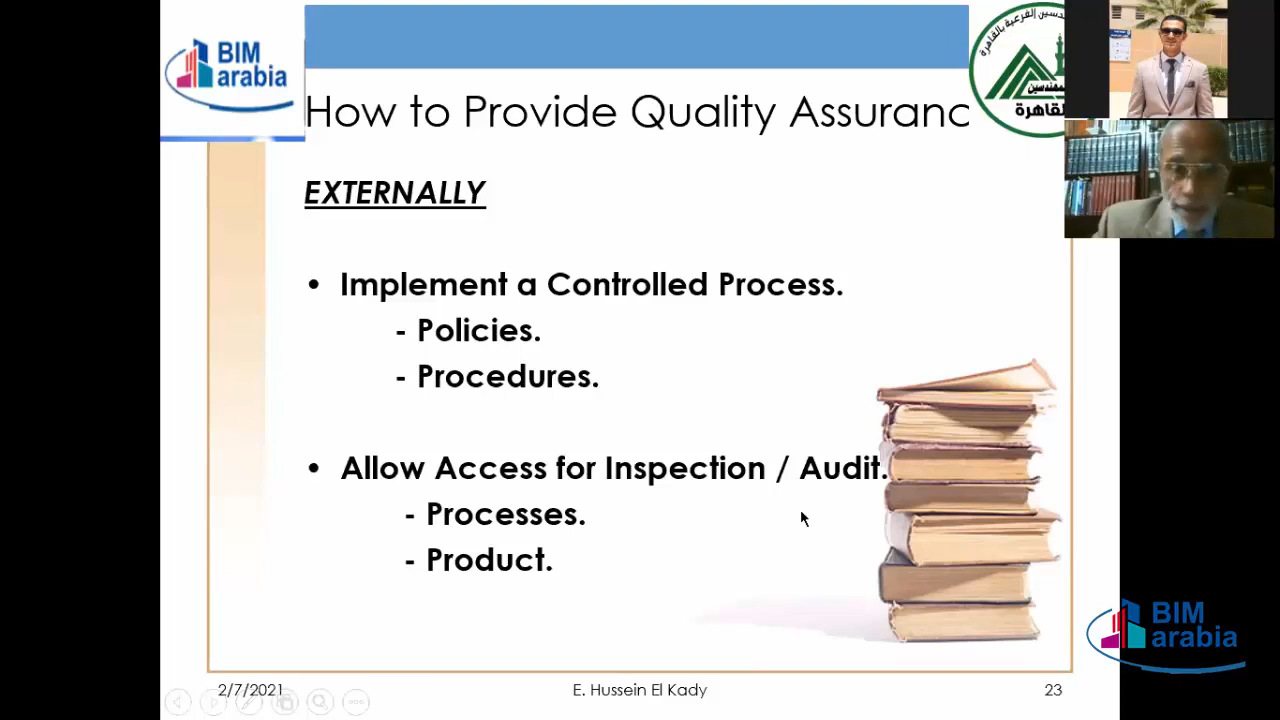 BIM
arabia
How to Provide Quality Assuranc
القاهرة
EXTERNALLY
• Implement a Controlled Process.
- Policies.
- Procedures.
• Allow Access for Inspection / Audit.
- Processes.
- Product.
BIM
arabia
2/7/2021
E. Hussein El Kady
23